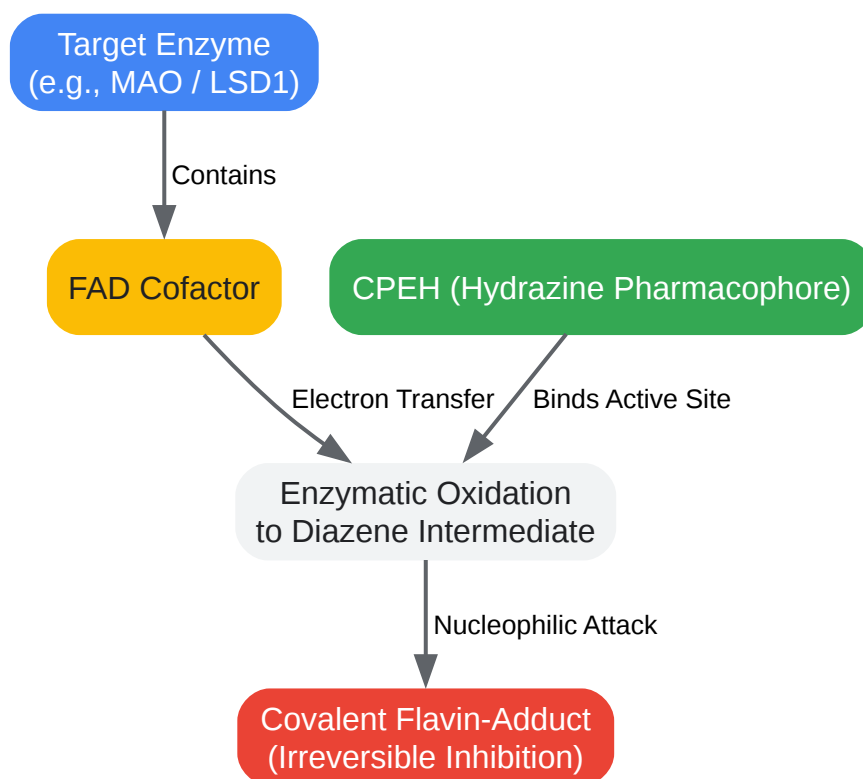 Target Enzyme
(e.g., MAO / LSD1)
Contains
FAD Cofactor
CPEH (Hydrazine Pharmacophore)
Electron Transfer
Binds Active Site
Enzymatic Oxidation
to Diazene Intermediate
Nucleophilic Attack
Covalent Flavin-Adduct
(Irreversible Inhibition)